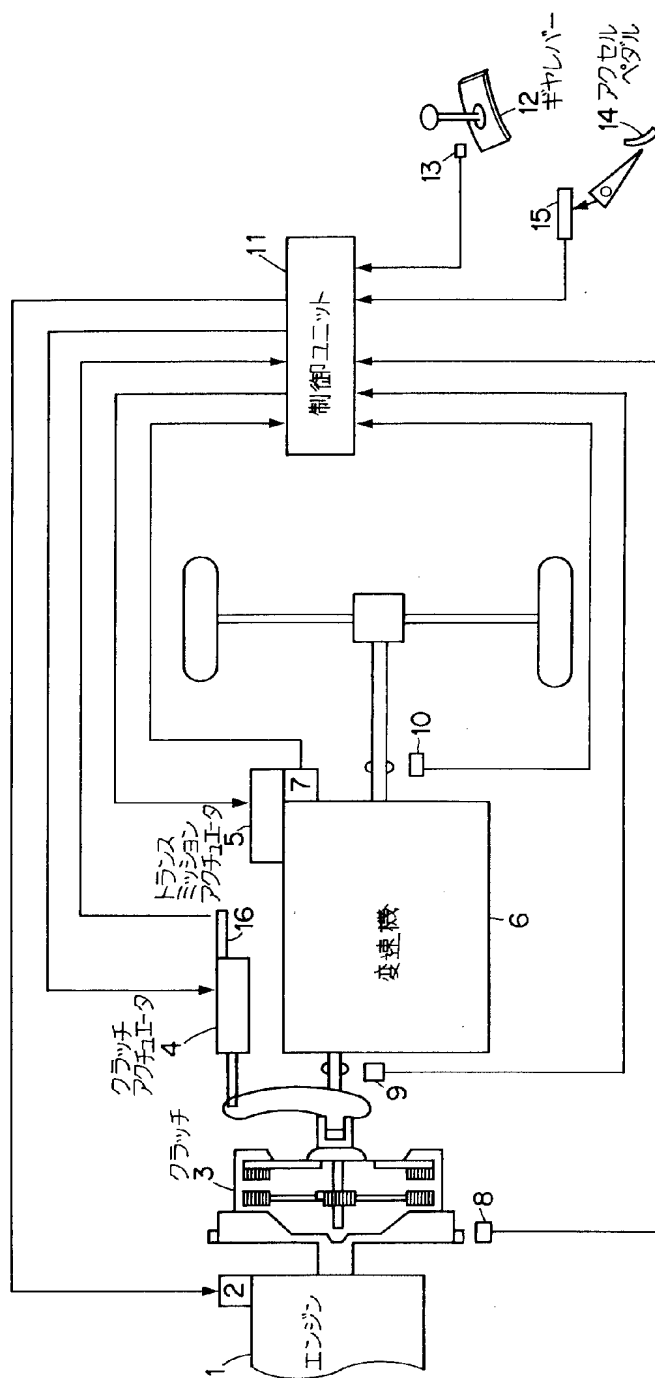 1
エンジン
2
クラッチ
3
8
クラッチ
アクチュエータ
4
16
9
トランス
ミッション
アクチュエータ
5
7
変速機
6
10
11
制御ユニット
13
12
ギヤレバー
15
14 アクセル
ペダル